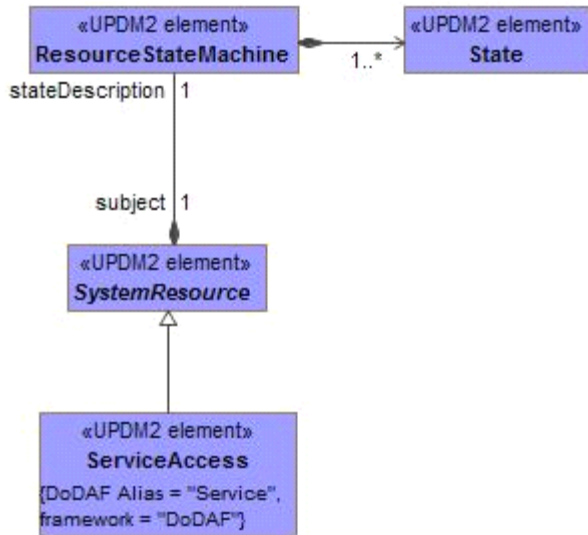 «UPDM2 element»
ResourceStateMachine
«UPDM2 element»
State
1..*
stateDescription
1
subject
1
«UPDM2 element»
SystemResource
«UPDM2 element»
ServiceAccess
{DoDAF Alias = "Service",
framework = "DoDAF"}